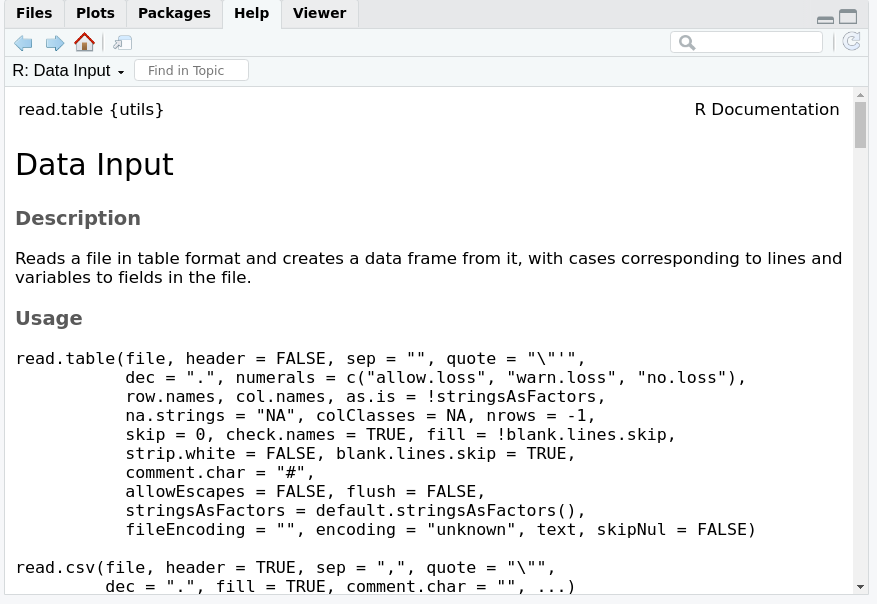 Files Plots Packages Help Viewer
R: Data Input Find in Topic
read.table {utils} R Documentation
Data Input
Description
Reads a file in table format and creates a data frame from it, with cases corresponding to lines and
variables to fields in the file.
Usage
read.table(file, header = FALSE, sep = "", quote = "\"'",
           dec = ".", numerals = c("allow.loss", "warn.loss", "no.loss"),
           row.names, col.names, as.is = !stringsAsFactors,
           na.strings = "NA", colClasses = NA, nrows = -1,
           skip = 0, check.names = TRUE, fill = !blank.lines.skip,
           strip.white = FALSE, blank.lines.skip = TRUE,
           comment.char = "#",
           allowEscapes = FALSE, flush = FALSE,
           stringsAsFactors = default.stringsAsFactors(),
           fileEncoding = "", encoding = "unknown", text, skipNul = FALSE)
read.csv(file, header = TRUE, sep = ",", quote = "\"",
         dec = ".", fill = TRUE, comment.char = "", ...)